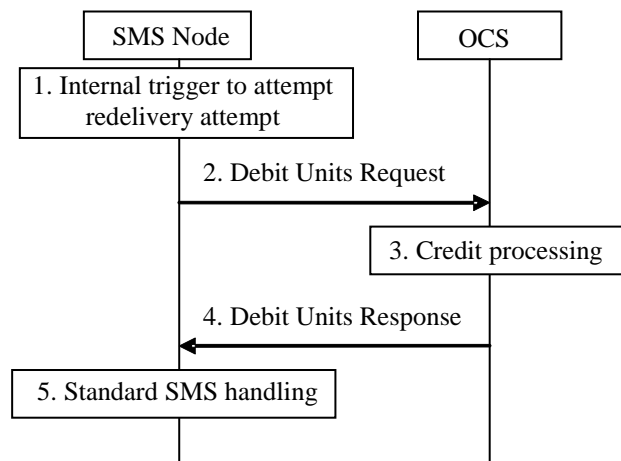 SMS Node
OCS
1. Internal trigger to attempt
redelivery attempt
2. Debit Units Request
3. Credit processing
4. Debit Units Response
5. Standard SMS handling